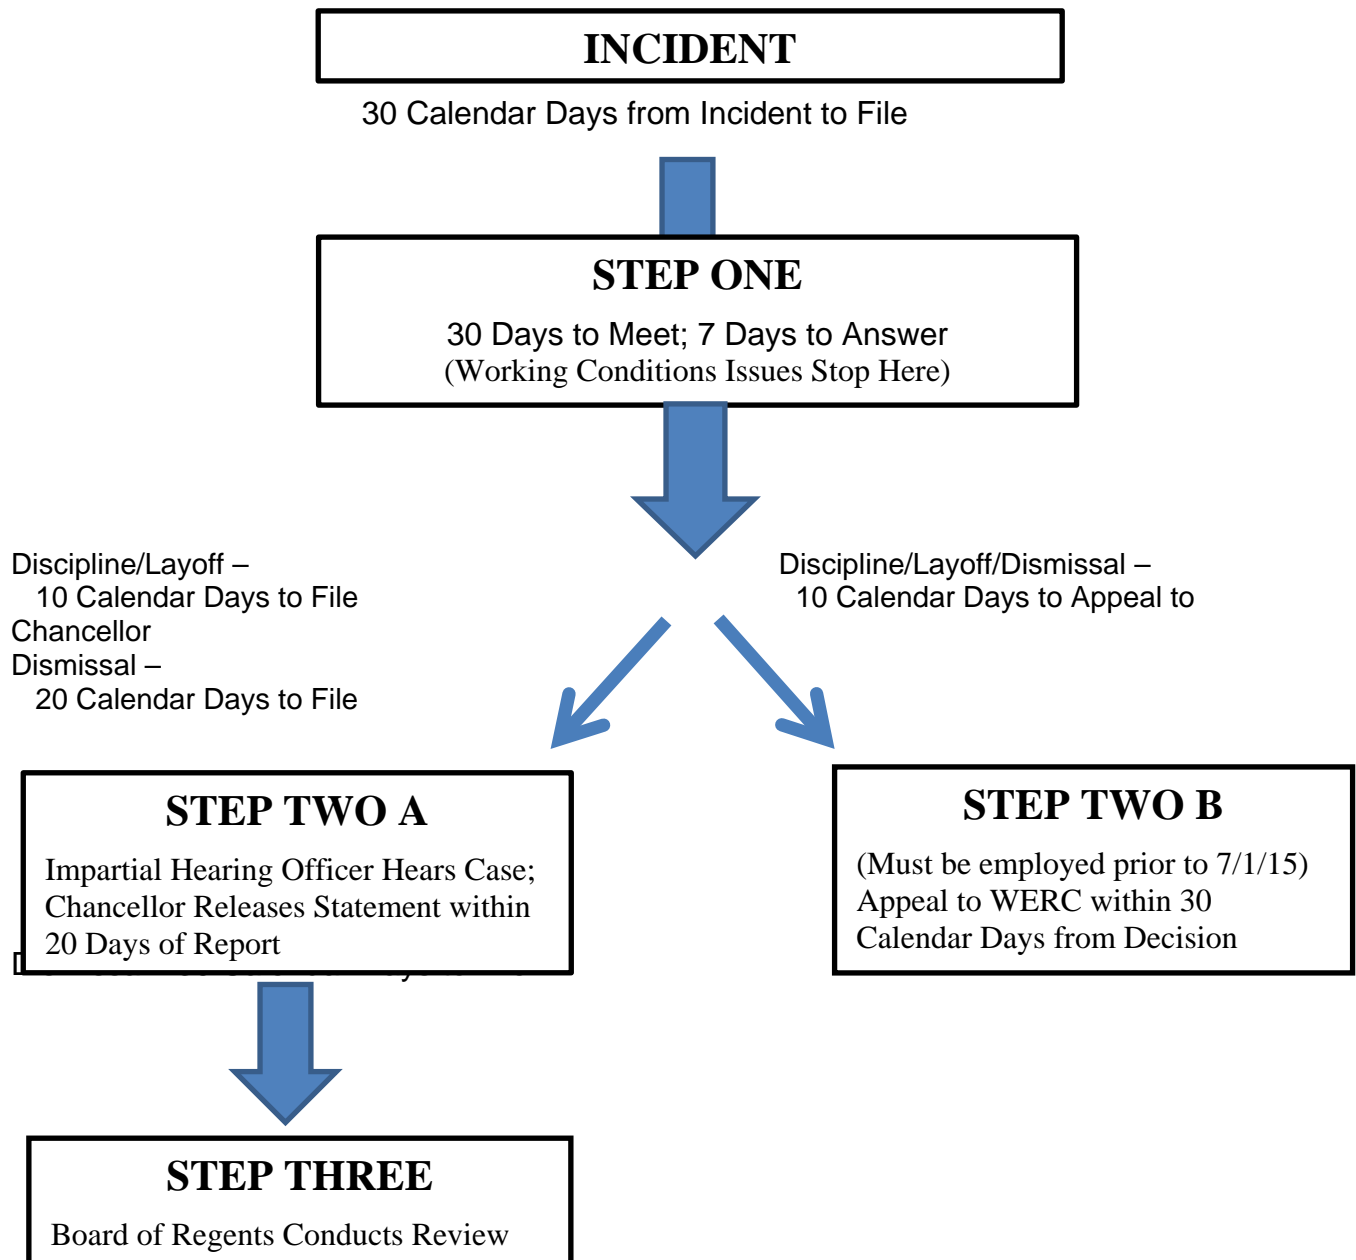 INCIDENT
30 Calendar Days from Incident to File
STEP ONE
30 Days to Meet; 7 Days to Answer
(Working Conditions Issues Stop Here)
Discipline/Layoff –
10 Calendar Days to File
Chancellor
Dismissal –
20 Calendar Days to File
Discipline/Layoff/Dismissal –
10 Calendar Days to Appeal to
STEP TWO A
Impartial Hearing Officer Hears Case;
Chancellor Releases Statement within
20 Days of Report
STEP TWO B
(Must be employed prior to 7/1/15)
Appeal to WERC within 30
Calendar Days from Decision
STEP THREE
Board of Regents Conducts Review